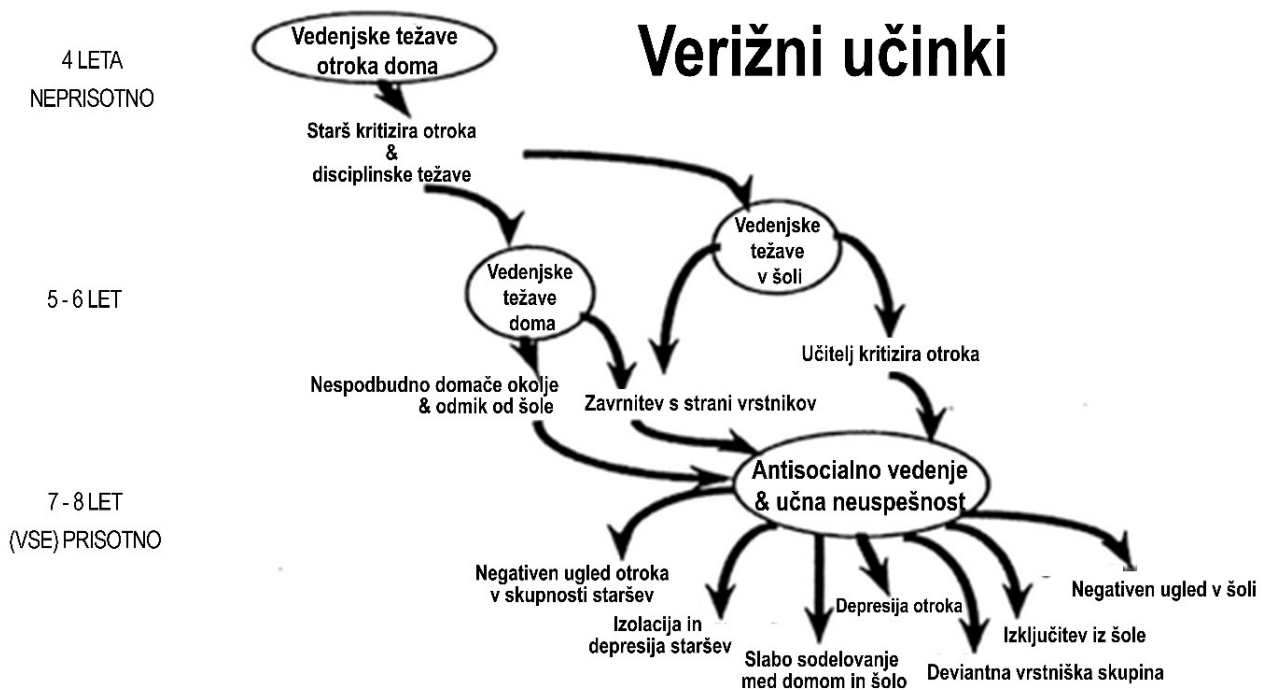 Verižni učinki
4 LETA
NEPRISOTNO
Vedenjske težave
otroka doma
Starš kritizira otroka
&
disciplinske težave
Vedenjske
težave
v šoli
5 - 6 LET
Vedenjske
težave
doma
Učitelj kritizira otroka
Nespodbudno domače okolje
& odmik od šole
Zavrnitev s strani vrstnikov
7 - 8 LET
(VSE) PRISOTNO
Antisocialno vedenje
& učna neuspešnost
Negativen ugled otroka
v skupnosti staršev
Izolacija in
depresija staršev
Slabo sodelovanje
med domom in šolo
Depresija otroka
Deviantna vrstniška skupina
Izključitev iz šole
Negativen ugled v šoli